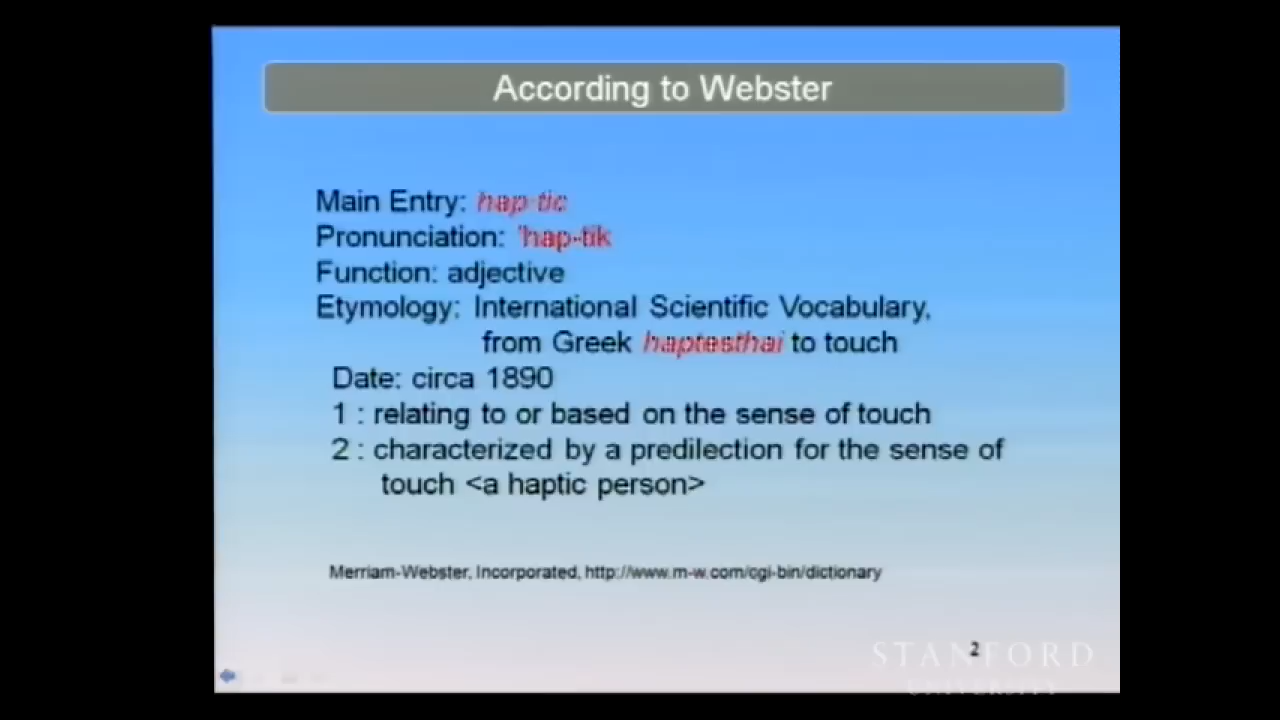 According to Webster
Main Entry: hap·tic
Pronunciation: 'hap-tik
Function: adjective
Etymology: International Scientific Vocabulary,
from Greek haptesthai to touch
Date: circa 1890
1 : relating to or based on the sense of touch
2 : characterized by a predilection for the sense of
touch <a haptic person>
Merriam-Webster, Incorporated, http://www.m-w.com/cgi-bin/dictionary
2
STANFORD
UNIVERSITY